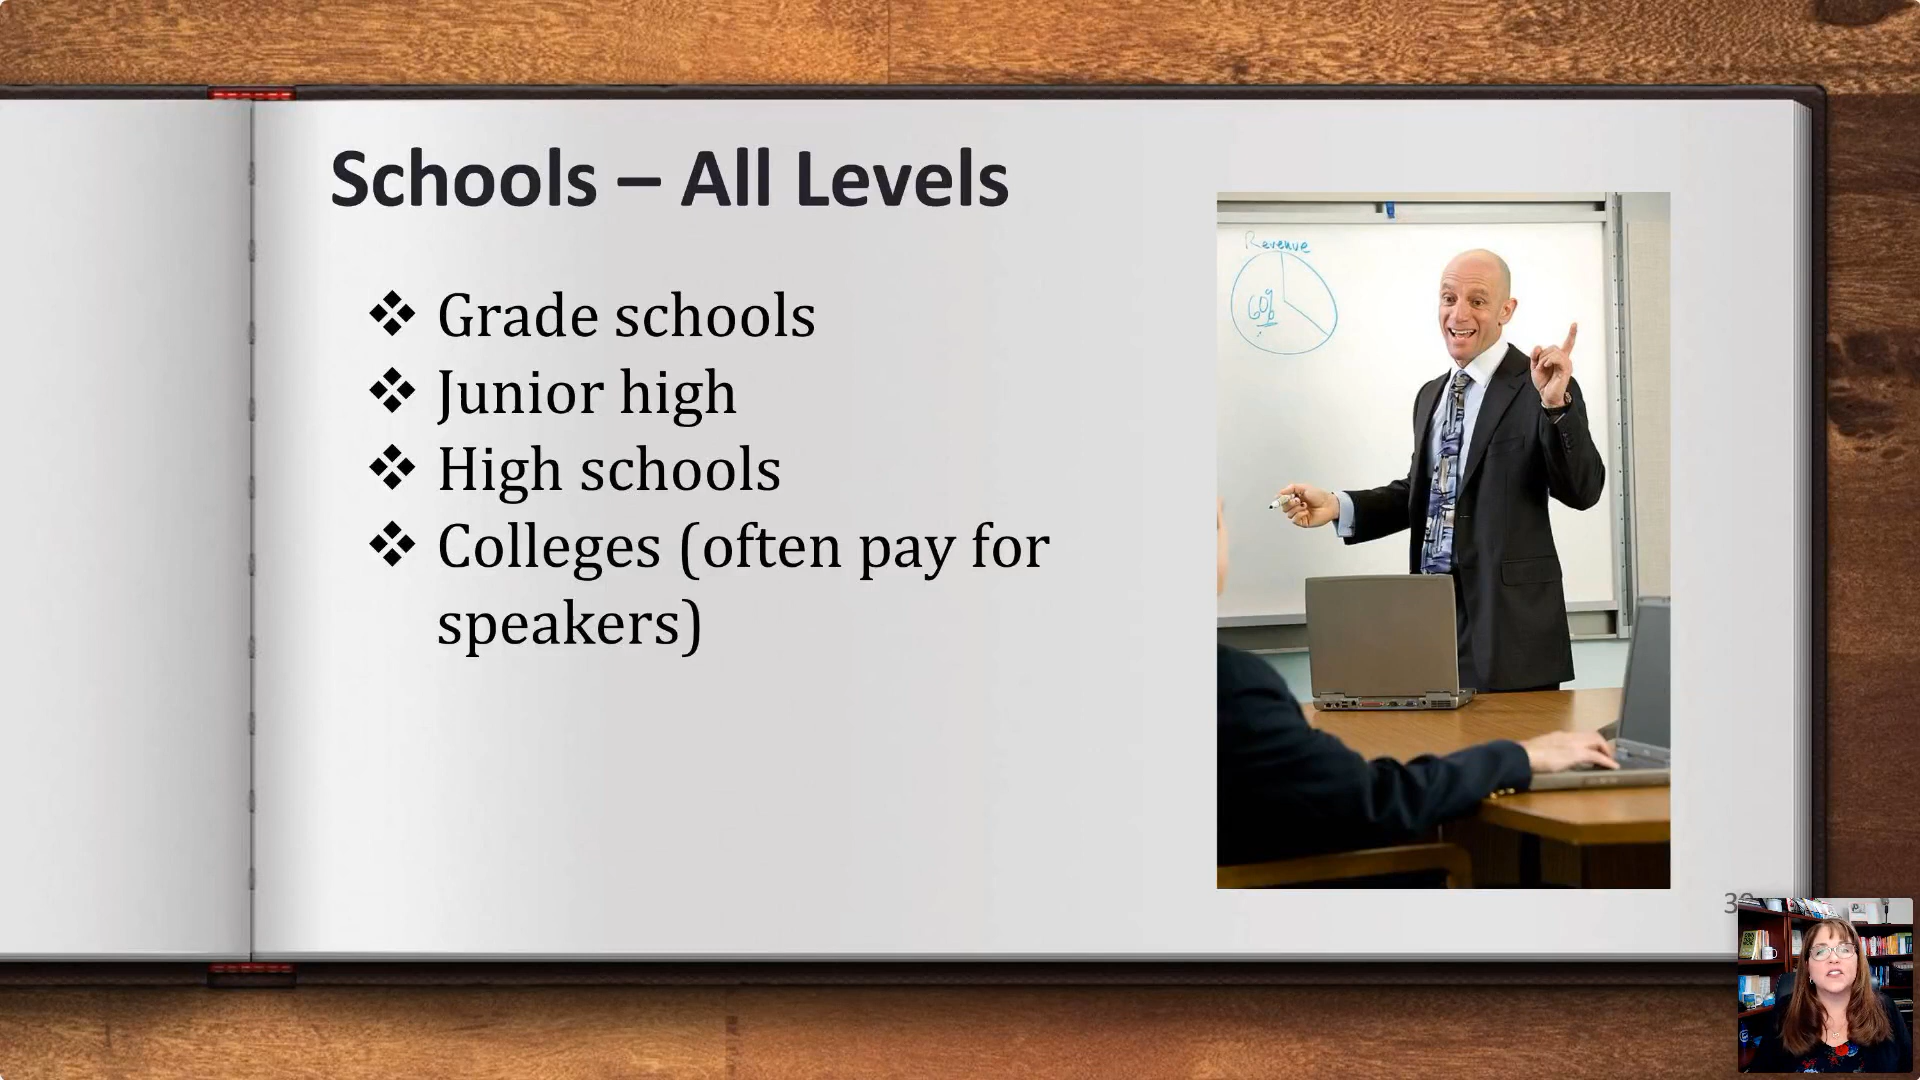 Schools – All Levels
❖ Grade schools
❖ Junior high
❖ High schools
❖ Colleges (often pay for
speakers)
Revenue